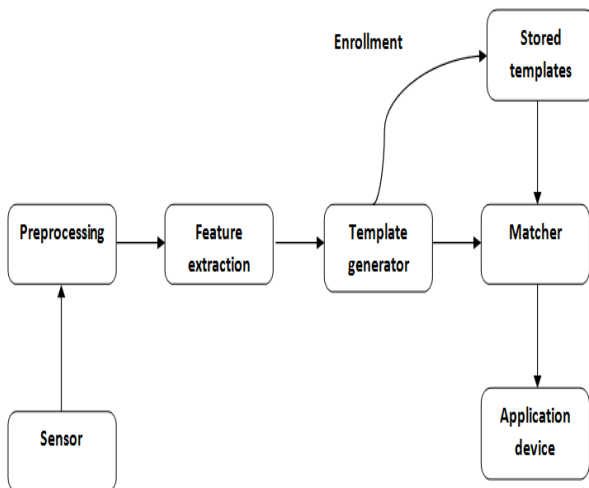 Enrollment
Stored
templates
Preprocessing
Feature
extraction
Template
generator
Matcher
Sensor
Application
device